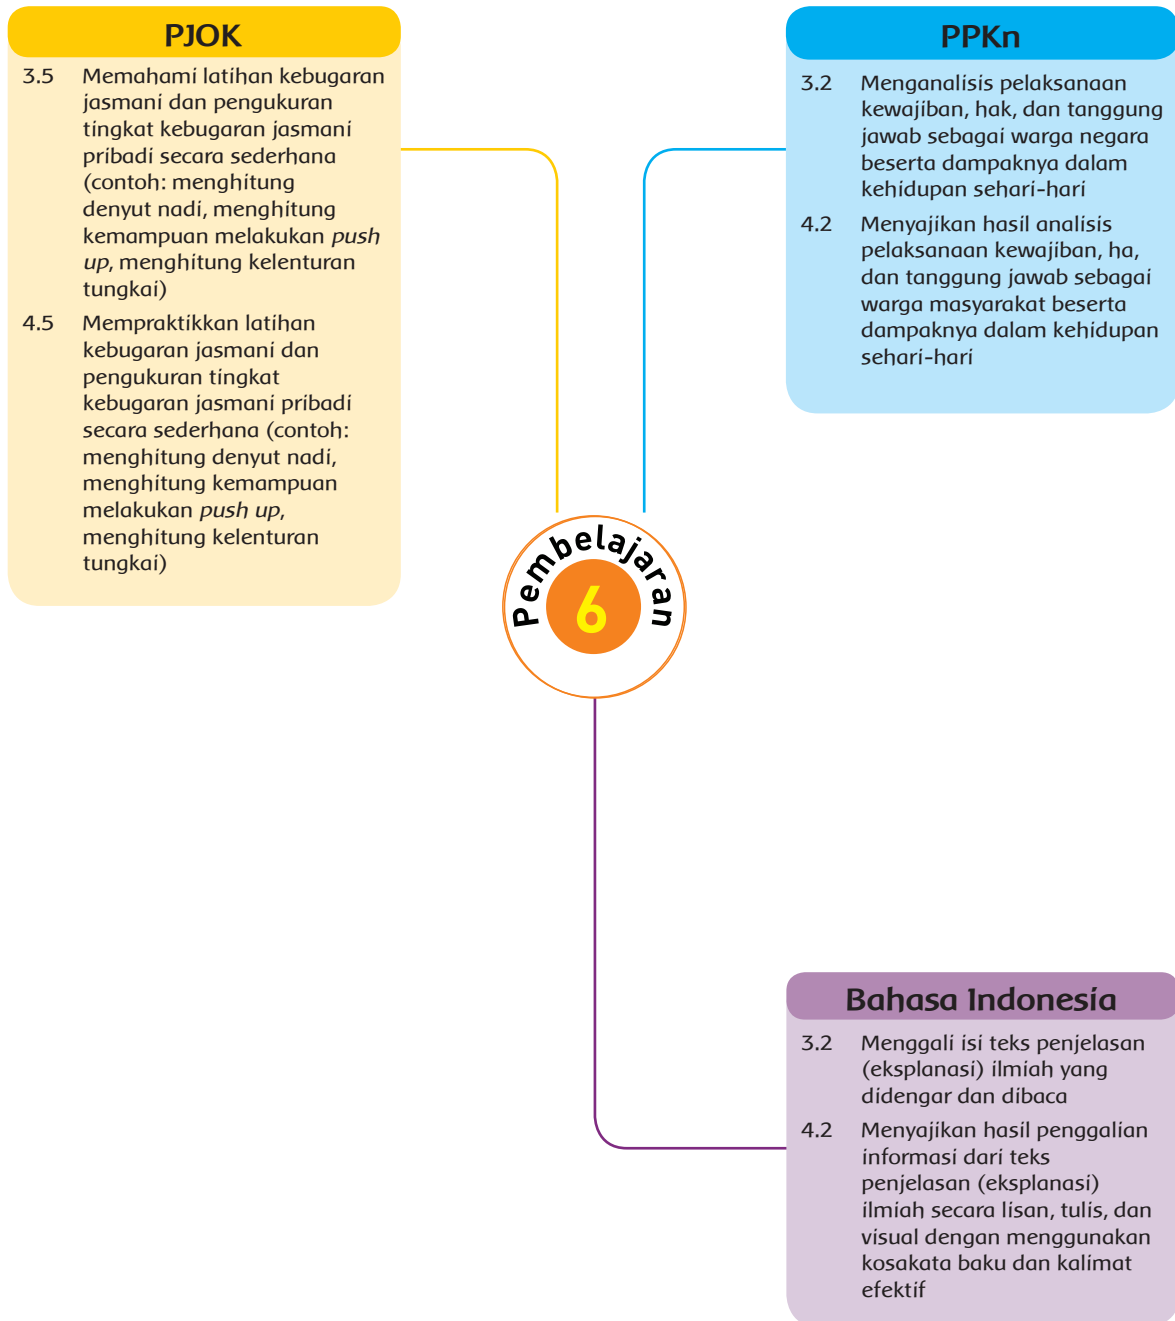 PJOK
3.5 Memahami latihan kebugaran
jasmani dan pengukuran
tingkat kebugaran jasmani
pribadi secara sederhana
(contoh: menghitung
denyut nadi, menghitung
kemampuan melakukan push
up, menghitung kelenturan
tungkai)
4.5 Mempraktikkan latihan
kebugaran jasmani dan
pengukuran tingkat
kebugaran jasmani pribadi
secara sederhana (contoh:
menghitung denyut nadi,
menghitung kemampuan
melakukan push up,
menghitung kelenturan
tungkai)
PPKn
3.2 Menganalisis pelaksanaan
kewajiban, hak, dan tanggung
jawab sebagai warga negara
beserta dampaknya dalam
kehidupan sehari-hari
4.2 Menyajikan hasil analisis
pelaksanaan kewajiban, ha,
dan tanggung jawab sebagai
warga masyarakat beserta
dampaknya dalam kehidupan
sehari-hari
Pembelajaran
6
Bahasa Indonesia
3.2 Menggali isi teks penjelasan
(eksplanasi) ilmiah yang
didengar dan dibaca
4.2 Menyajikan hasil penggalian
informasi dari teks
penjelasan (eksplanasi)
ilmiah secara lisan, tulis, dan
visual dengan menggunakan
kosakata baku dan kalimat
efektif